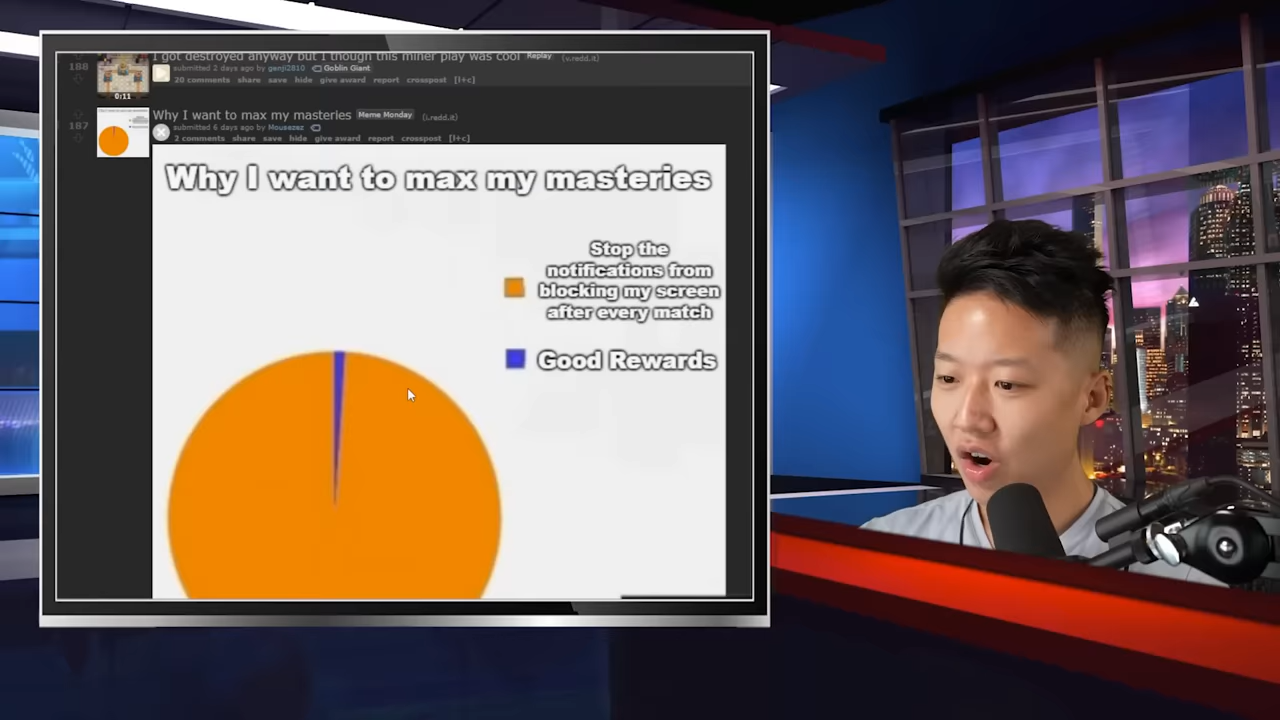 I got destroyed anyway but I though this miner play was cool Replay (v.redd.it)
188
submitted 2 days ago by genji2810 Goblin Giant
20 comments share save hide give award report crosspost [l+c]
0:11
Why I want to max my masteries Meme Monday (i.redd.it)
187
submitted 6 days ago by Mousazez
2 comments share save hide give award report crosspost [l+c]
Why I want to max my masteries
Stop the
notifications from
blocking my screen
after every match
Good Rewards